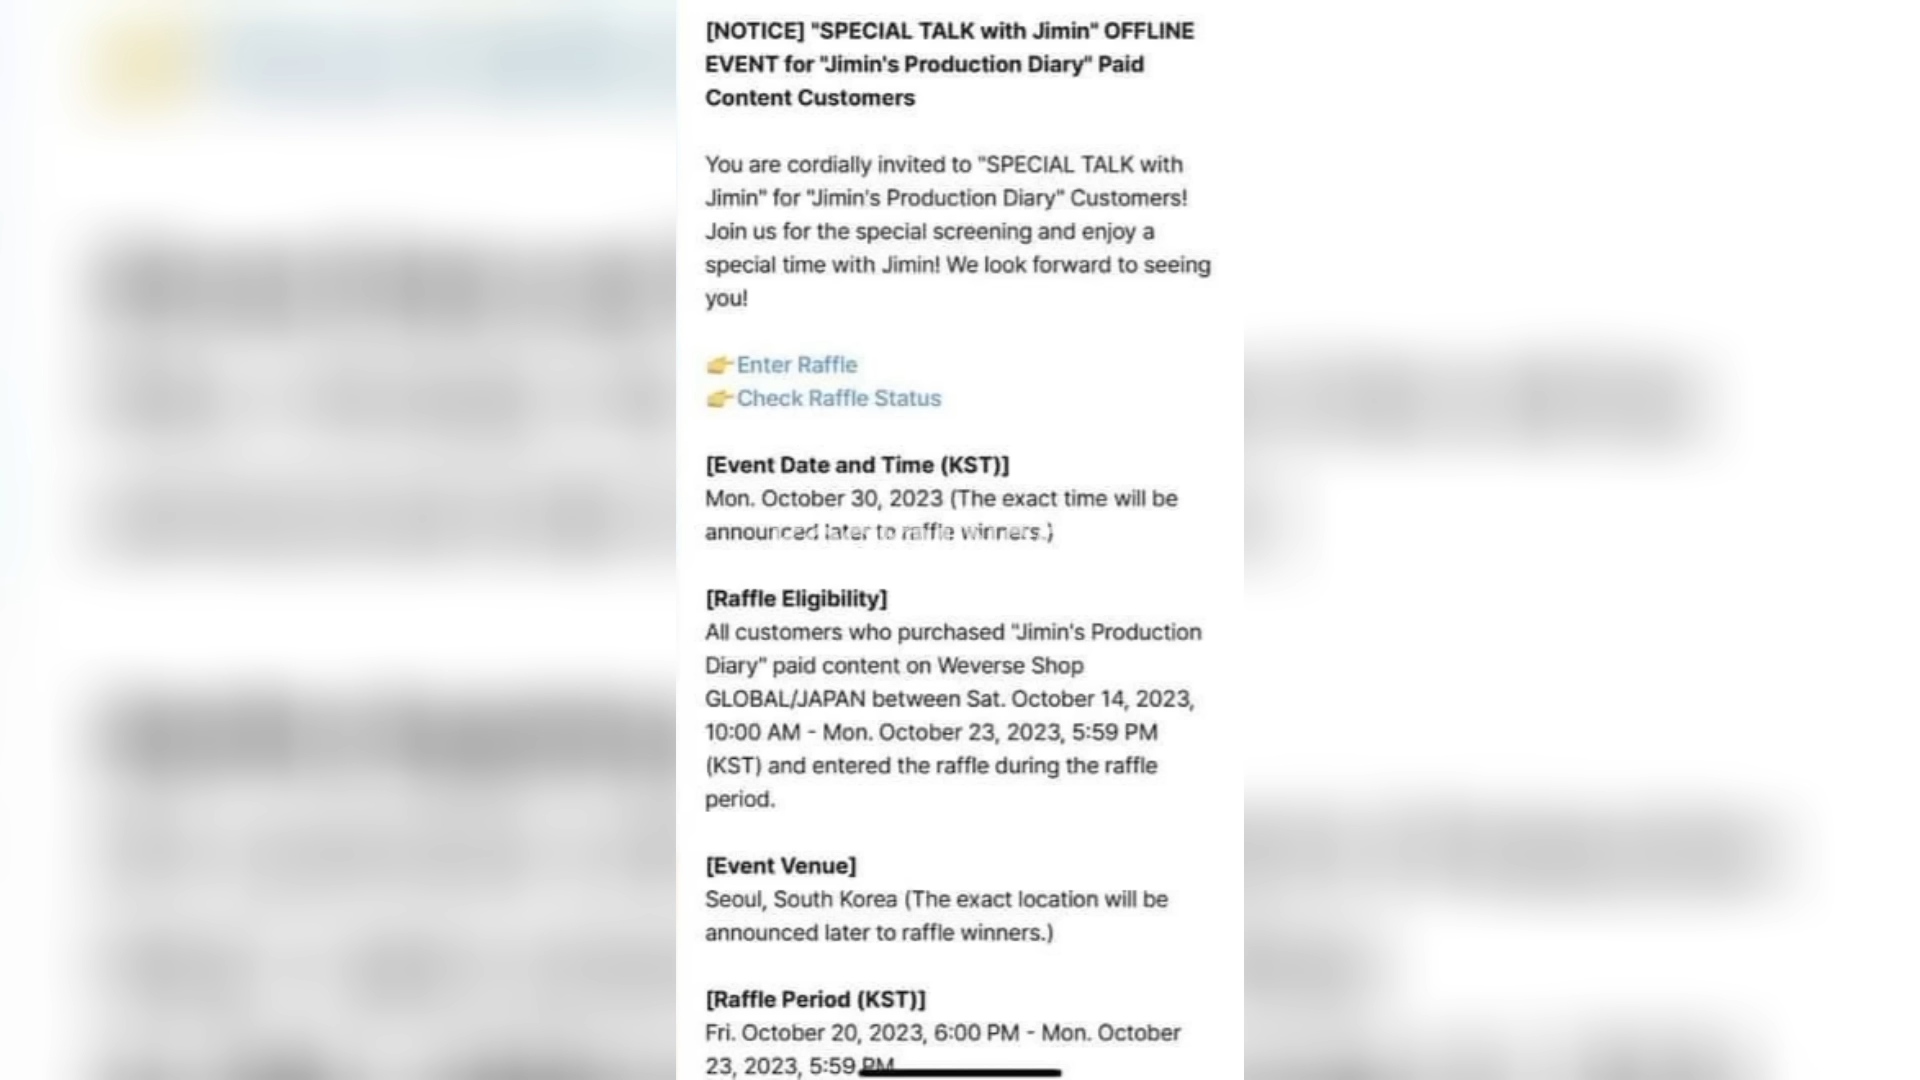 [NOTICE] "SPECIAL TALK with Jimin" OFFLINE
EVENT for "Jimin's Production Diary" Paid
Content Customers
You are cordially invited to "SPECIAL TALK with
Jimin" for "Jimin's Production Diary" Customers!
Join us for the special screening and enjoy a
special time with Jimin! We look forward to seeing
you!
👉Enter Raffle
👉Check Raffle Status
[Event Date and Time (KST)]
Mon. October 30, 2023 (The exact time will be
announced later to raffle winners.)
[Raffle Eligibility]
All customers who purchased "Jimin's Production
Diary" paid content on Weverse Shop
GLOBAL/JAPAN between Sat. October 14, 2023,
10:00 AM - Mon. October 23, 2023, 5:59 PM
(KST) and entered the raffle during the raffle
period.
[Event Venue]
Seoul, South Korea (The exact location will be
announced later to raffle winners.)
[Raffle Period (KST)]
Fri. October 20, 2023, 6:00 PM - Mon. October
23, 2023, 5:59 PM